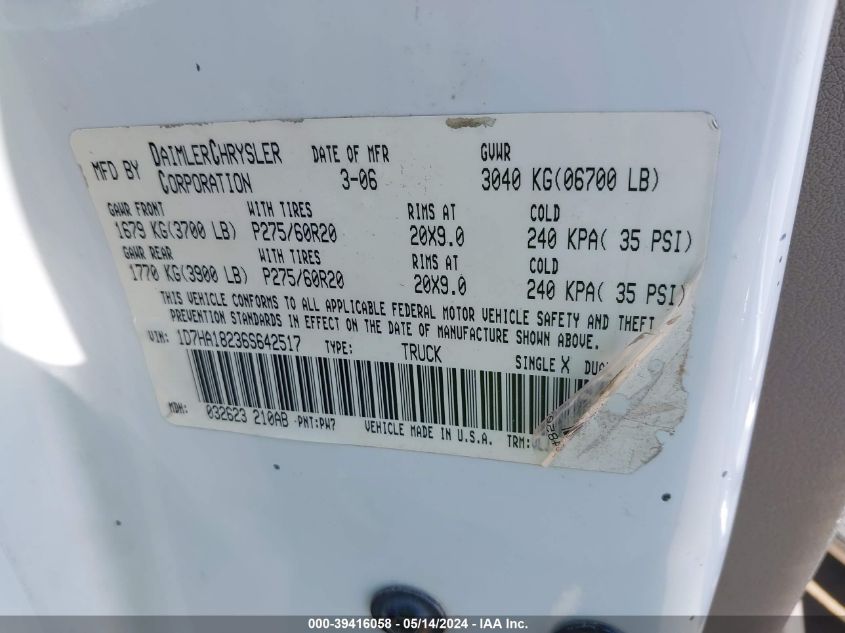 MFD BY DAIMLERCHRYSLER CORPORATION DATE OF MFR 3-06 GVWR 3040 KG(06700 LB)
GAWR FRONT WITH TIRES RIMS AT COLD
1679 KG(3700 LB) P275/60R20 20X9.0 240 KPA( 35 PSI)
GAWR REAR WITH TIRES RIMS AT COLD
1770 KG(3900 LB) P275/60R20 20X9.0 240 KPA( 35 PSI)
THIS VEHICLE CONFORMS TO ALL APPLICABLE FEDERAL MOTOR VEHICLE SAFETY AND THEFT
PREVENTION STANDARDS IN EFFECT ON THE DATE OF MANUFACTURE SHOWN ABOVE.
VIN: 1D7HA18236S642517 TYPE: TRUCK SINGLE X
MDH: 032623 210AB PNT:PW7 VEHICLE MADE IN U.S.A. TRM:
000-39416058 - 05/14/2024 - IAA Inc.